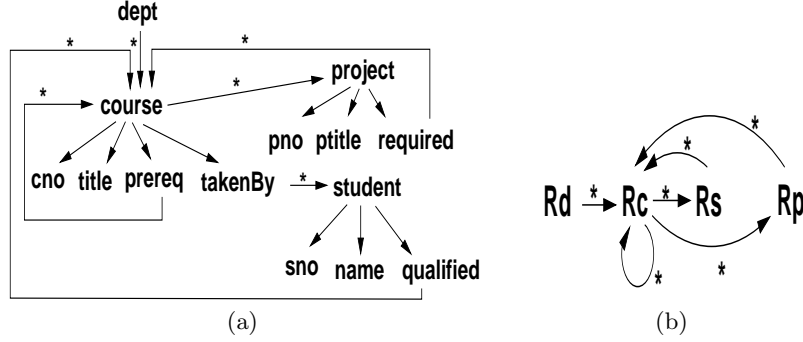 dept
* * *
project
* *
course
pno ptitle required
cno title prereq takenBy * student
sno name qualified
(a)
*
*
Rd * Rc * Rs Rp
*
*
(b)